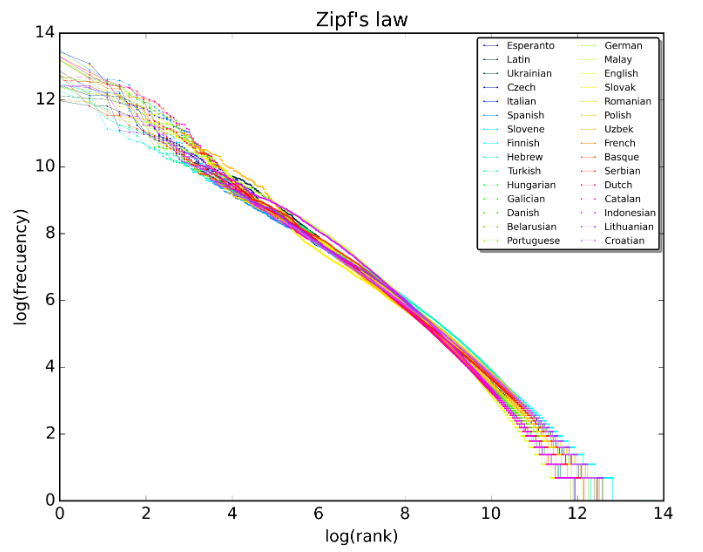 Zipf's law
14
12
10
8
6
4
2
0
log(frecuency)
0 2 4 6 8 10 12 14
log(rank)
Esperanto
Latin
Ukrainian
Czech
Italian
Spanish
Slovene
Finnish
Hebrew
Turkish
Hungarian
Galician
Danish
Belarusian
Portuguese
German
Malay
English
Slovak
Romanian
Polish
Uzbek
French
Basque
Serbian
Dutch
Catalan
Indonesian
Lithuanian
Croatian